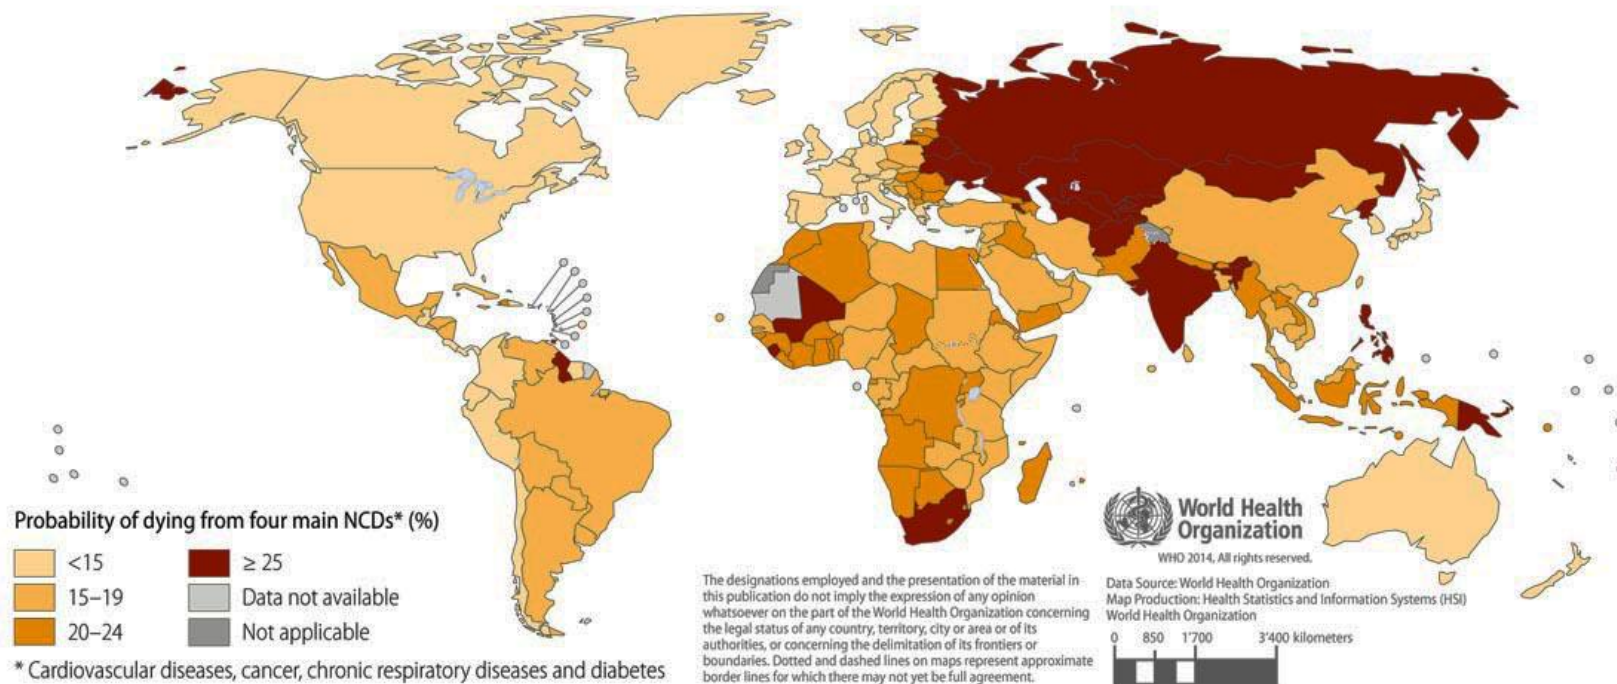 Probability of dying from four main NCDs* (%)
<15
15–19
20–24
≥ 25
Data not available
Not applicable
* Cardiovascular diseases, cancer, chronic respiratory diseases and diabetes
The designations employed and the presentation of the material in
this publication do not imply the expression of any opinion
whatsoever on the part of the World Health Organization concerning
the legal status of any country, territory, city or area or of its
authorities, or concerning the delimitation of its frontiers or
boundaries. Dotted and dashed lines on maps represent approximate
border lines for which there may not yet be full agreement.
World Health
Organization
WHO 2014, All rights reserved.
Data Source: World Health Organization
Map Production: Health Statistics and Information Systems (HSI)
World Health Organization
0 850 1'700 3'400 kilometers